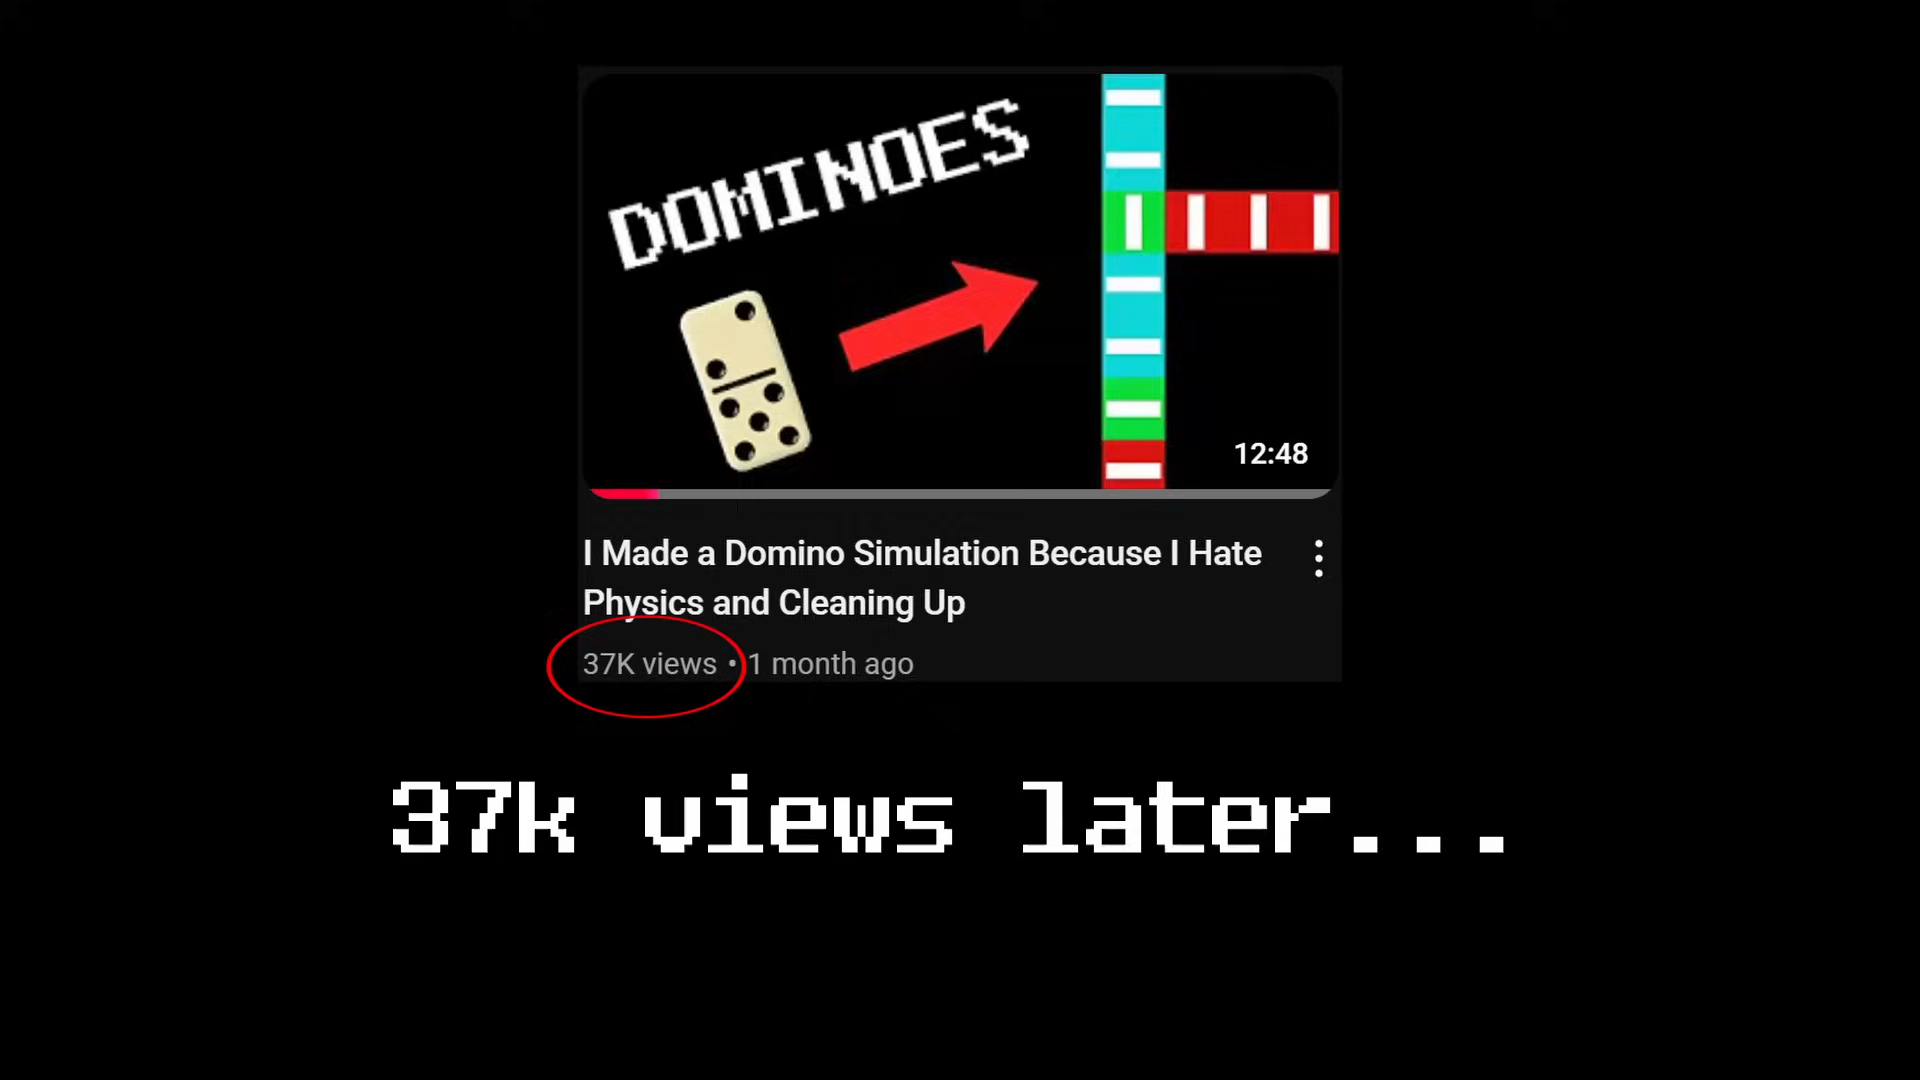 DOMINOES
12:48
I Made a Domino Simulation Because I Hate
Physics and Cleaning Up
37K views • 1 month ago
37k views later...